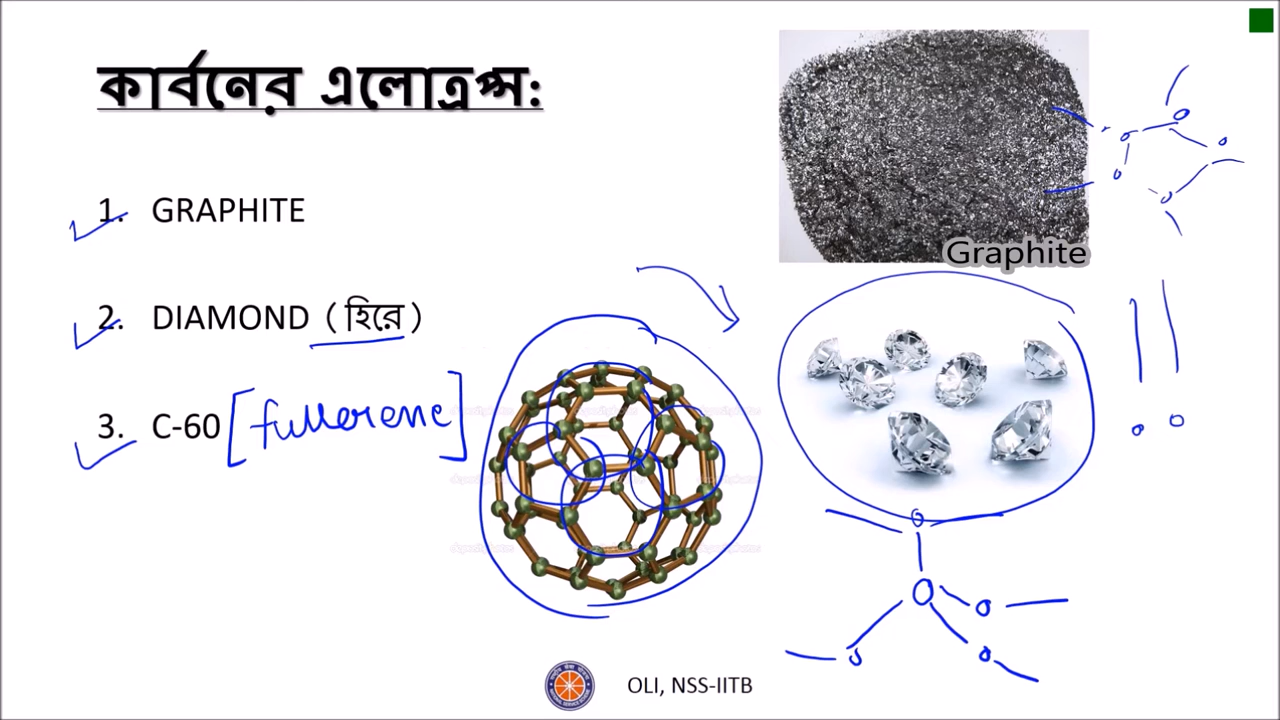 কার্বনের এলোত্রপ্স:
1. GRAPHITE
Graphite
2. DIAMOND ( হিরে )
3. C-60 [fullerene]
OLI, NSS-IITB